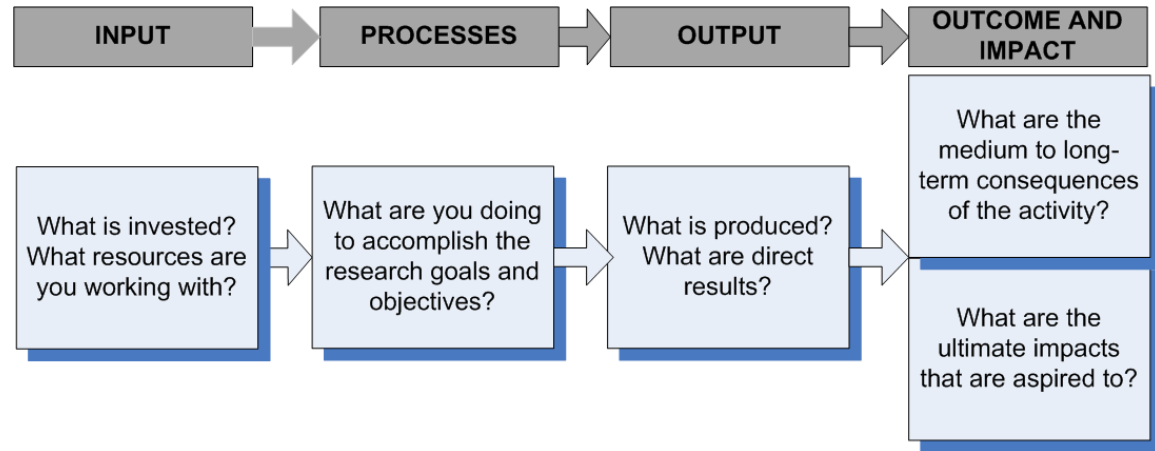 INPUT
PROCESSES
OUTPUT
OUTCOME AND
IMPACT
What is invested?
What resources are
you working with?
What are you doing
to accomplish the
research goals and
objectives?
What is produced?
What are direct
results?
What are the
medium to long-
term consequences
of the activity?
What are the
ultimate impacts
that are aspired to?